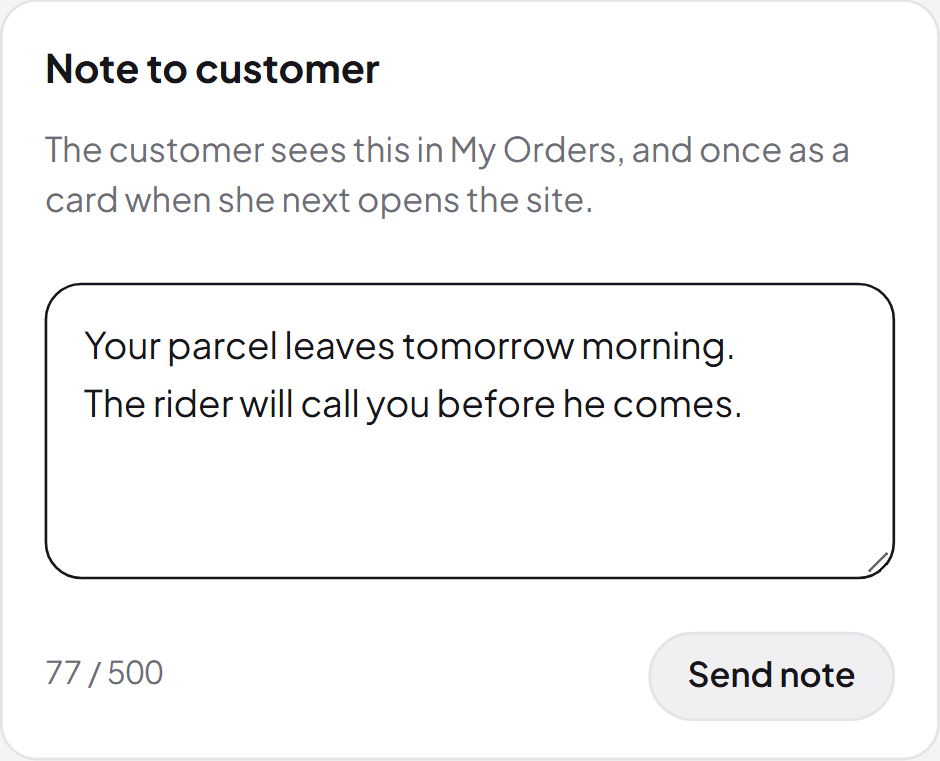 Note to customer
The customer sees this in My Orders, and once as a
card when she next opens the site.
Your parcel leaves tomorrow morning.
The rider will call you before he comes.
77 / 500
Send note